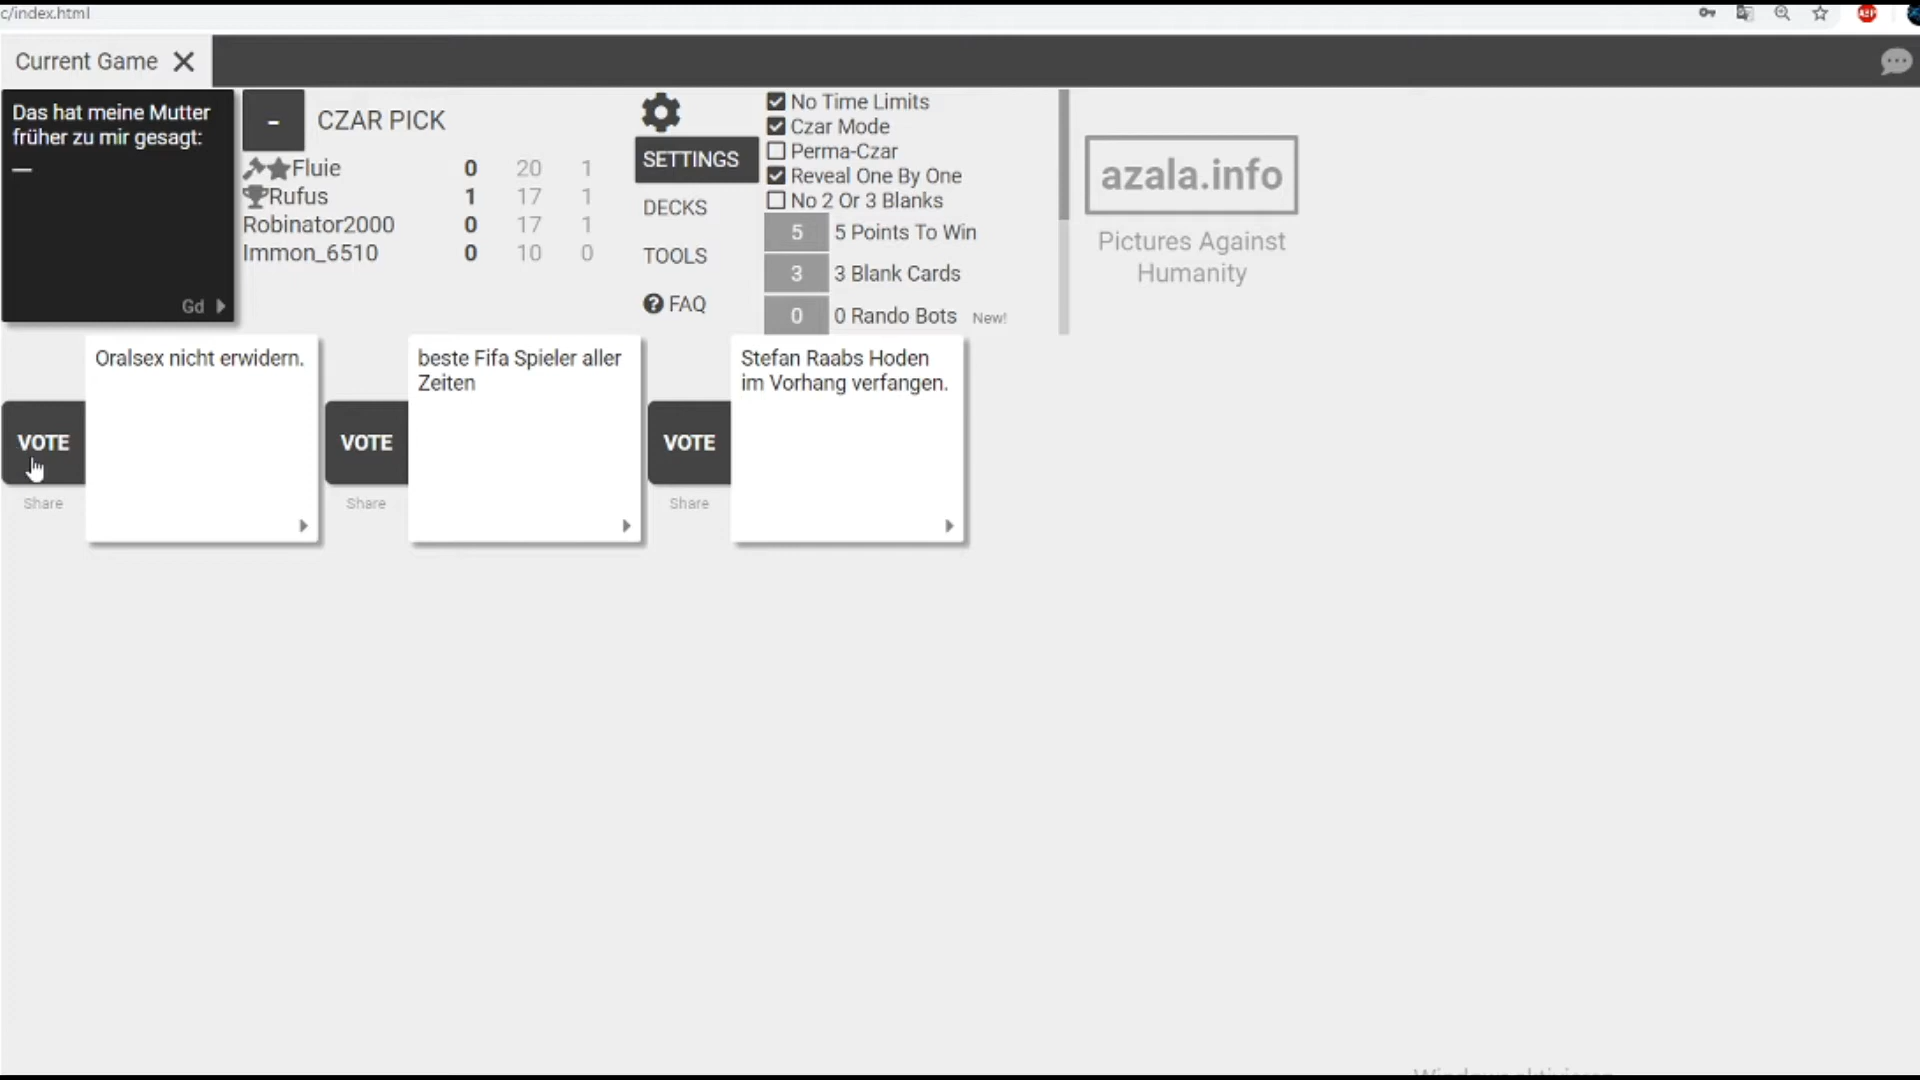 c/index.html
Current Game
Das hat meine Mutter
früher zu mir gesagt:
__
Gd
-
CZAR PICK
Fluie 0 20 1
Rufus 1 17 1
Robinator2000 0 17 1
Immon_6510 0 10 0
SETTINGS
DECKS
TOOLS
? FAQ
No Time Limits
Czar Mode
Perma-Czar
Reveal One By One
No 2 Or 3 Blanks
5 5 Points To Win
3 3 Blank Cards
0 0 Rando Bots New!
azala.info
Pictures Against
Humanity
VOTE
Share
Oralsex nicht erwidern.
VOTE
Share
beste Fifa Spieler aller
Zeiten
VOTE
Share
Stefan Raabs Hoden
im Vorhang verfangen.
ABP